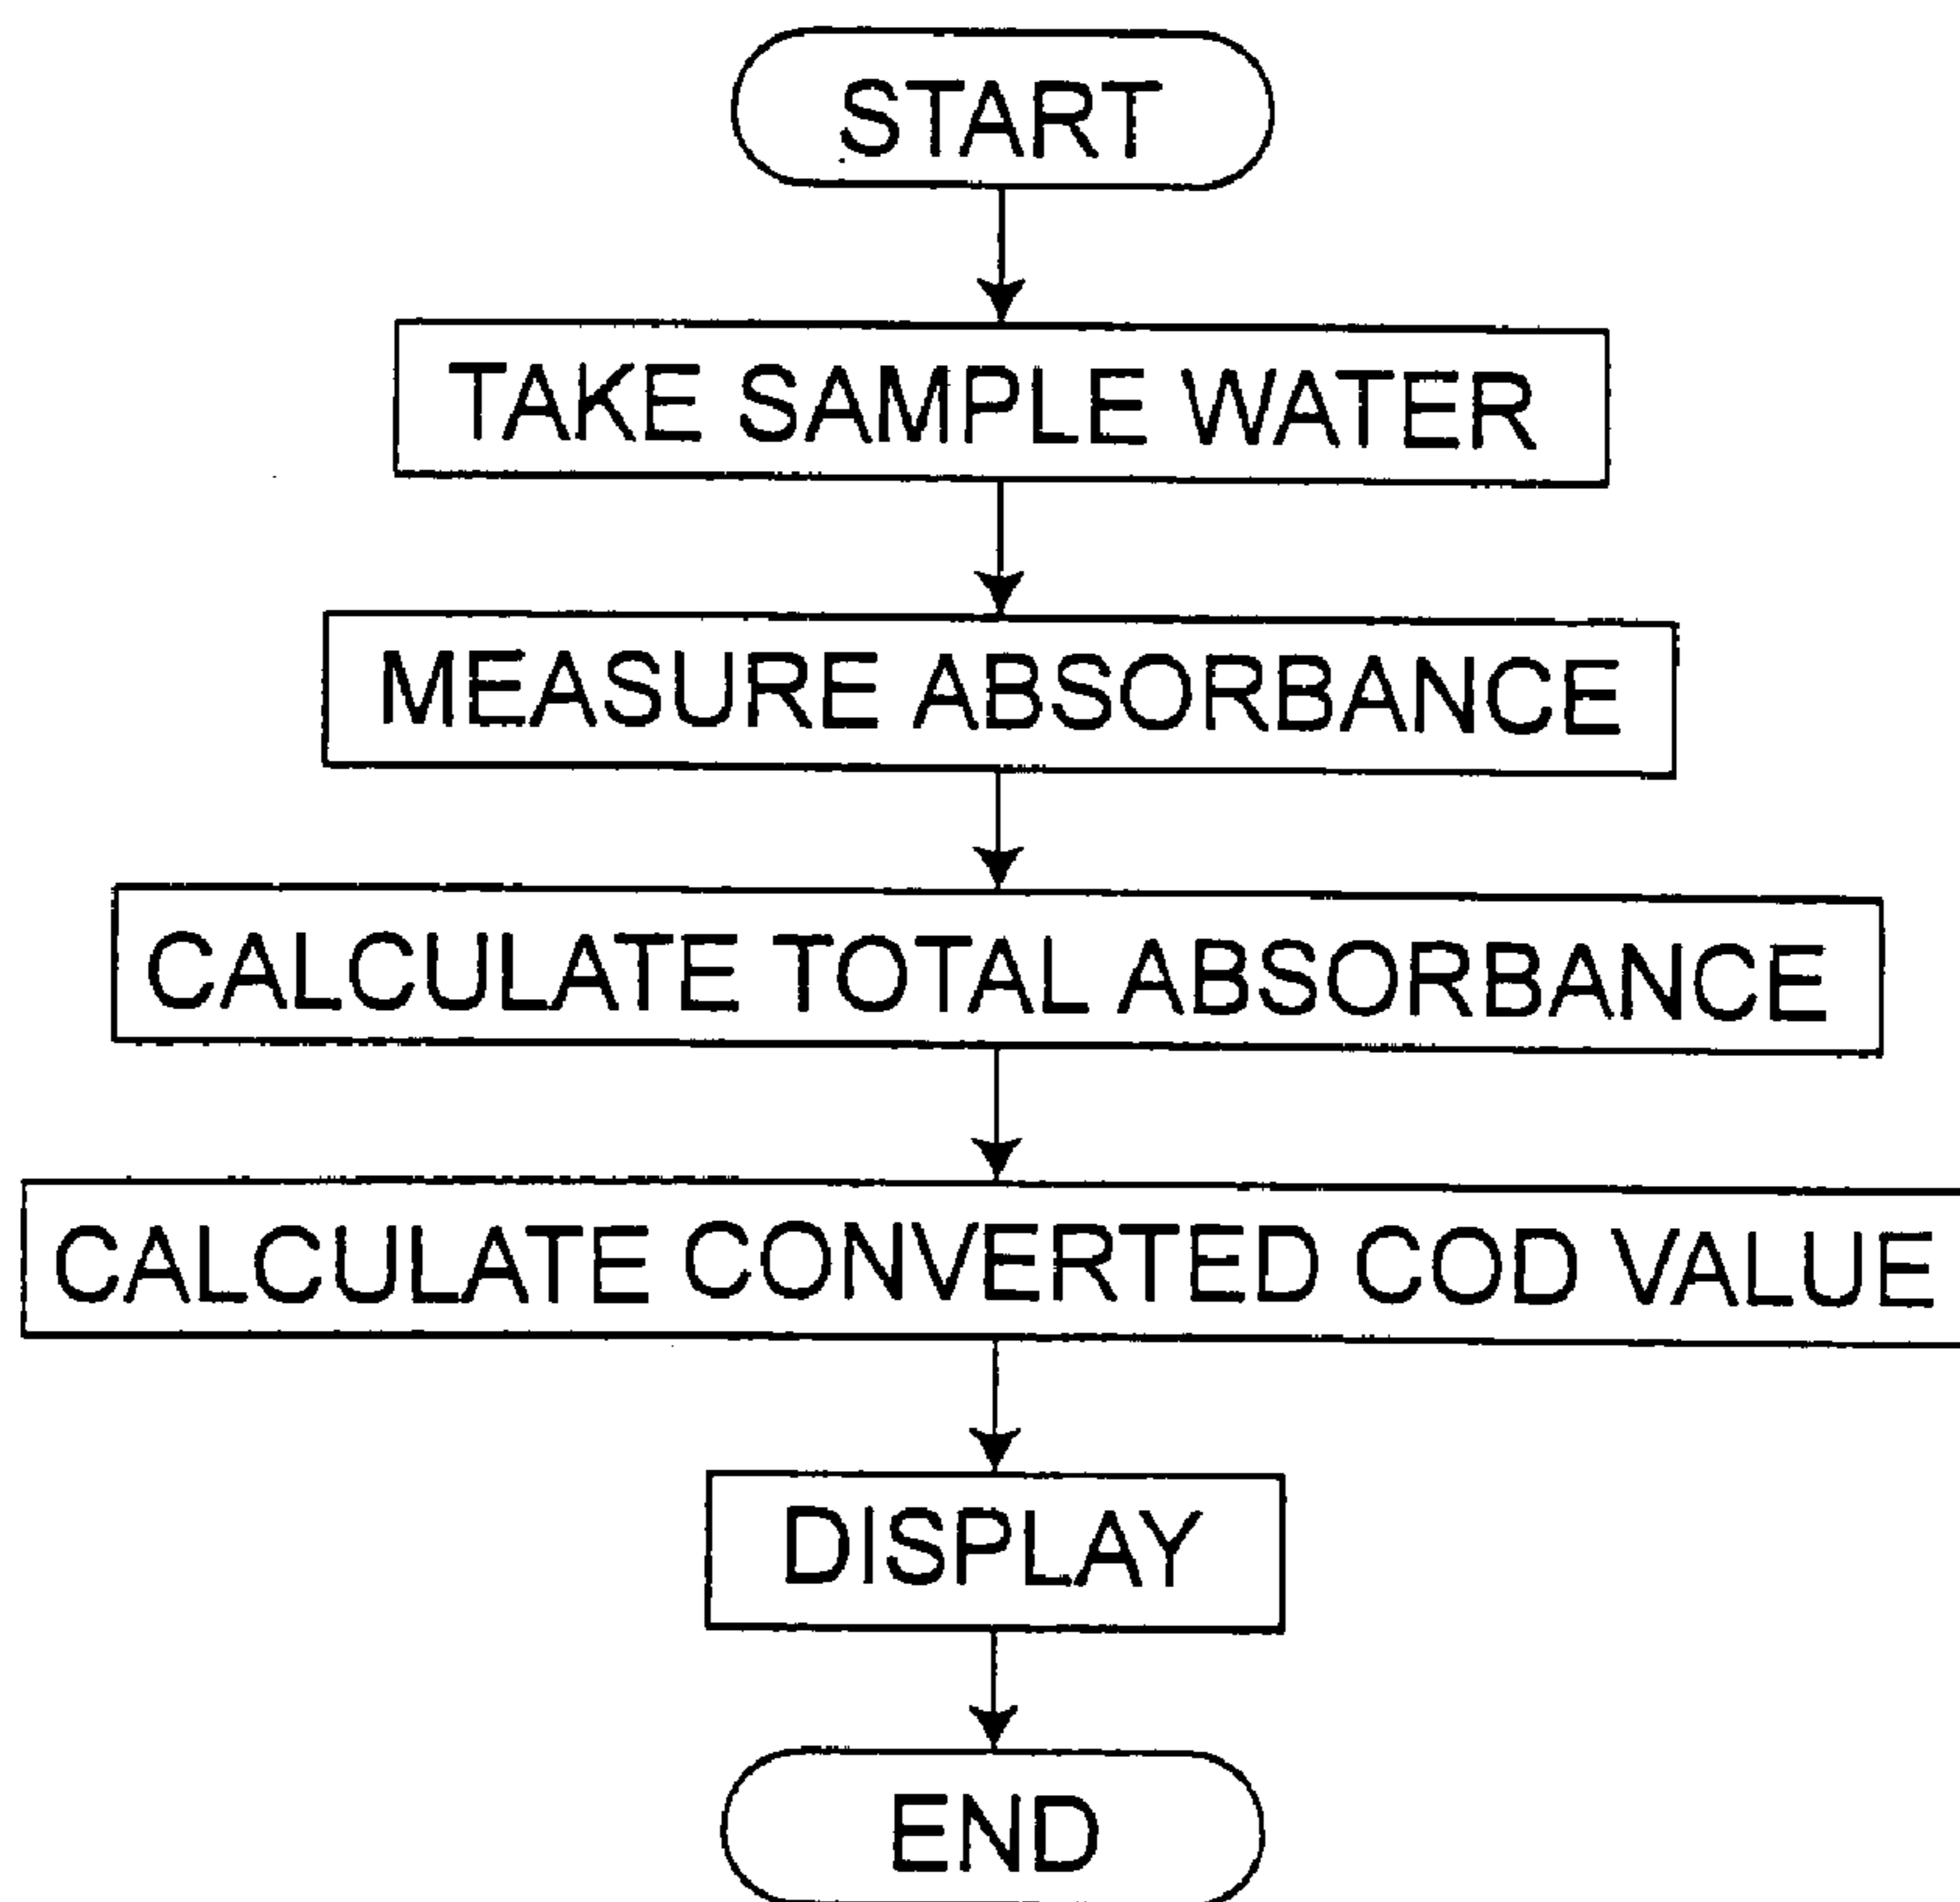 START
TAKE SAMPLE WATER
MEASURE ABSORBANCE
CALCULATE TOTAL ABSORBANCE
CALCULATE CONVERTED COD VALUE
DISPLAY
END